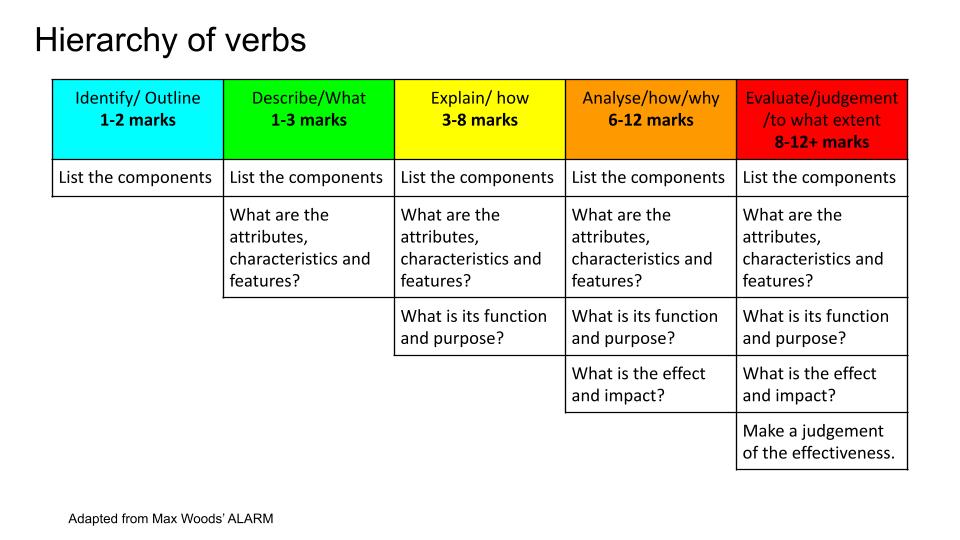 Hierarchy of verbs
Identify/ Outline
1-2 marks
Describe/What
1-3 marks
Explain/ how
3-8 marks
Analyse/how/why
6-12 marks
Evaluate/judgement
/to what extent
8-12+ marks
List the components
List the components
List the components
List the components
List the components
What are the
attributes,
characteristics and
features?
What are the
attributes,
characteristics and
features?
What are the
attributes,
characteristics and
features?
What are the
attributes,
characteristics and
features?
What is its function
and purpose?
What is its function
and purpose?
What is its function
and purpose?
What is the effect
and impact?
What is the effect
and impact?
Make a judgement
of the effectiveness.
Adapted from Max Woods’ ALARM